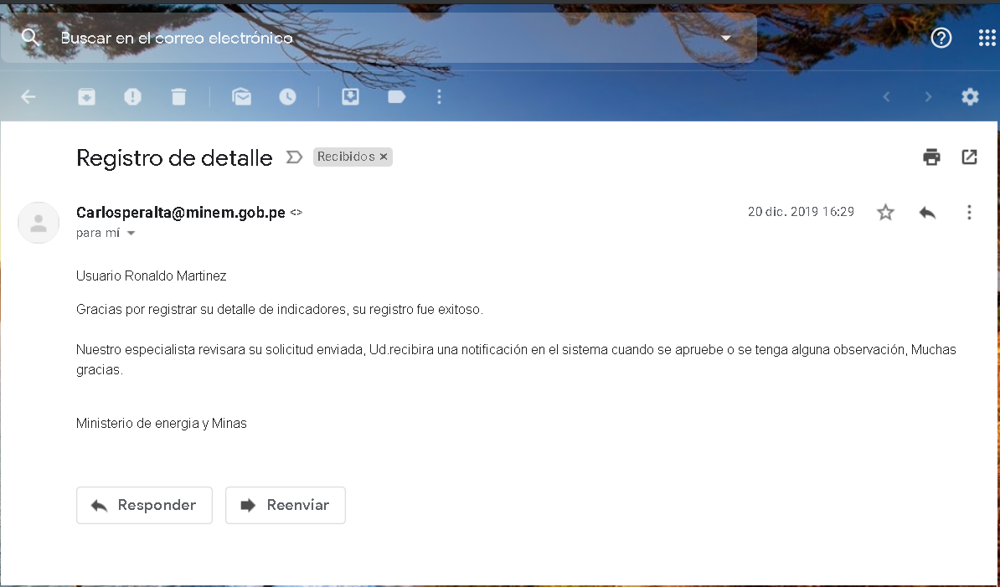 Buscar en el correo electrónico
Registro de detalle Recibidos ×
Carlosperalta@minem.gob.pe <> 20 dic. 2019 16:29
para mí
Usuario Ronaldo Martinez
Gracias por registrar su detalle de indicadores, su registro fue exitoso.
Nuestro especialista revisara su solicitud enviada, Ud.recibira una notificación en el sistema cuando se apruebe o se tenga alguna observación, Muchas
gracias.
Ministerio de energia y Minas
Responder Reenviar